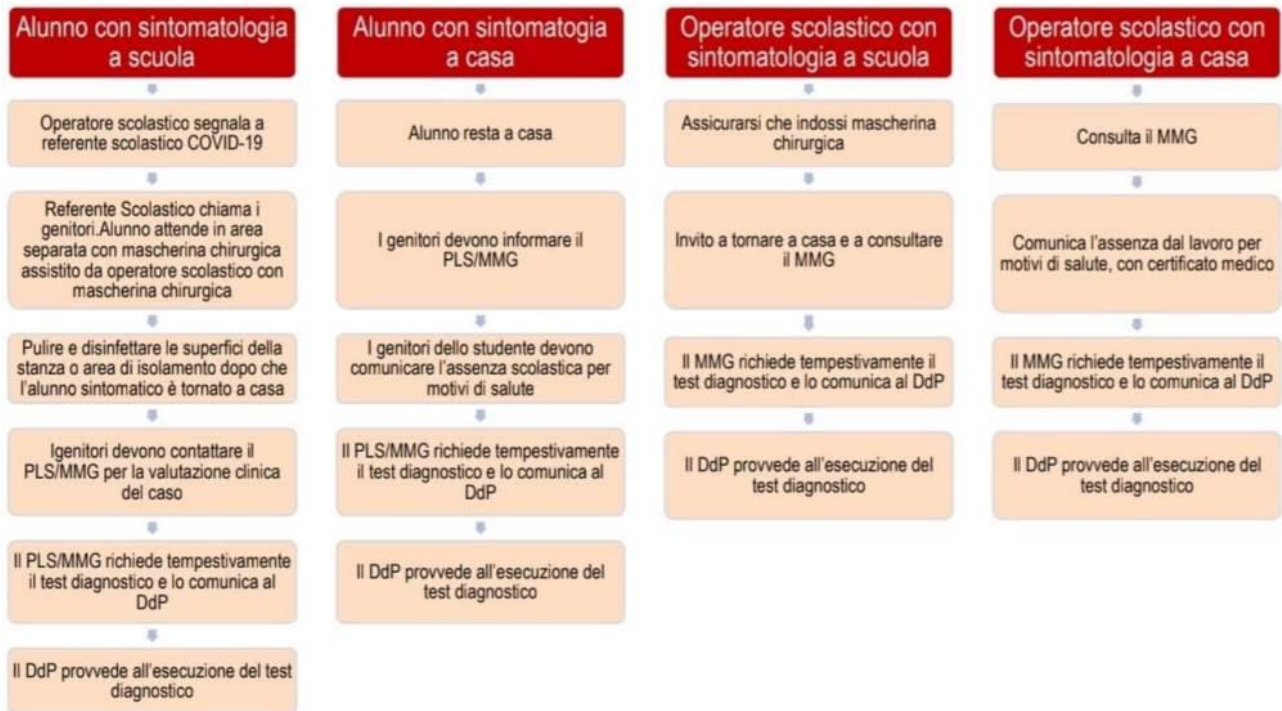 Alunno con sintomatologia
a scuola
Operatore scolastico segnala a
referente scolastico COVID-19
Referente Scolastico chiama i
genitori.Alunno attende in area
separata con mascherina chirurgica
assistito da operatore scolastico con
mascherina chirurgica
Pulire e disinfettare le superfici della
stanza o area di isolamento dopo che
l'alunno sintomatico è tornato a casa
Igenitori devono contattare il
PLS/MMG per la valutazione clinica
del caso
Il PLS/MMG richiede tempestivamente
il test diagnostico e lo comunica al
DdP
Il DdP provvede all'esecuzione del test
diagnostico
Alunno con sintomatogia
a casa
Alunno resta a casa
I genitori devono informare il
PLS/MMG
I genitori dello studente devono
comunicare l'assenza scolastica per
motivi di salute
Il PLS/MMG richiede tempestivamente
il test diagnostico e lo comunica al
DdP
Il DdP provvede all'esecuzione del
test diagnostico
Operatore scolastico con
sintomatologia a scuola
Assicurarsi che indossi mascherina
chirurgica
Invito a tornare a casa e a consultare
il MMG
Il MMG richiede tempestivamente il
test diagnostico e lo comunica al DdP
Il DdP provvede all'esecuzione del
test diagnostico
Operatore scolastico con
sintomatologia a casa
Consulta il MMG
Comunica l'assenza dal lavoro per
motivi di salute, con certificato medico
Il MMG richiede tempestivamente il
test diagnostico e lo comunica al DdP
Il DdP provvede all'esecuzione del
test diagnostico